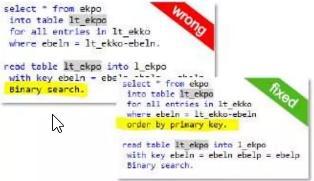 select * from ekpo
into table lt_ekpo
for all entries in lt_ekko
where ebeln = lt_ekko-ebeln.
read table lt_ekpo into l_ekpo
with key ebeln =
Binary search.
wrong
select * from ekpo
into table lt_ekpo
for all entries in lt_ekko
where ebeln = lt_ekko-ebeln
order by primary key.
read table lt_ekpo into l_ekpo
with key ebeln = ebeln ebelp = ebelp
Binary search.
fixed